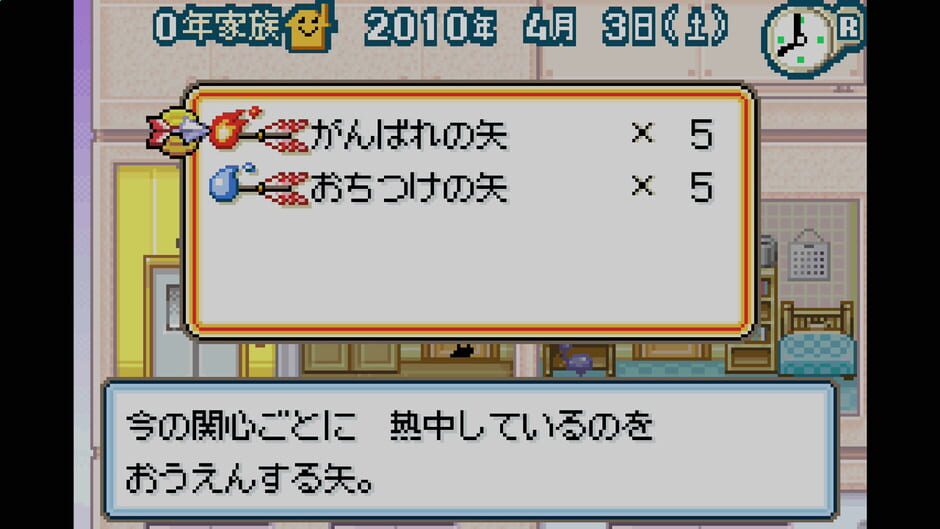 0年家族 2010年 4月 3日(土)
R
がんばれの矢 × 5
おちつけの矢 × 5
今の関心ごとに 熱中しているのを
おうえんする矢。